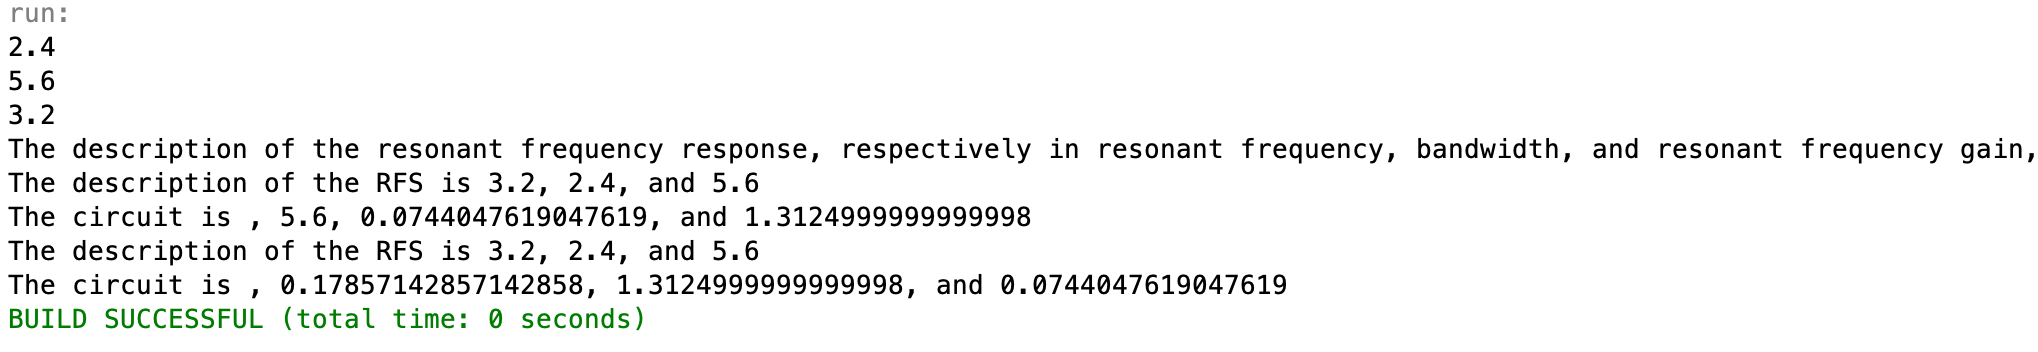 run:
2.4
5.6
3.2
The description of the resonant frequency response, respectively in resonant frequency, bandwidth, and resonant frequency gain,
The description of the RFS is 3.2, 2.4, and 5.6
The circuit is , 5.6, 0.0744047619047619, and 1.3124999999999998
The description of the RFS is 3.2, 2.4, and 5.6
The circuit is , 0.17857142857142858, 1.3124999999999998, and 0.0744047619047619
BUILD SUCCESSFUL (total time: 0 seconds)